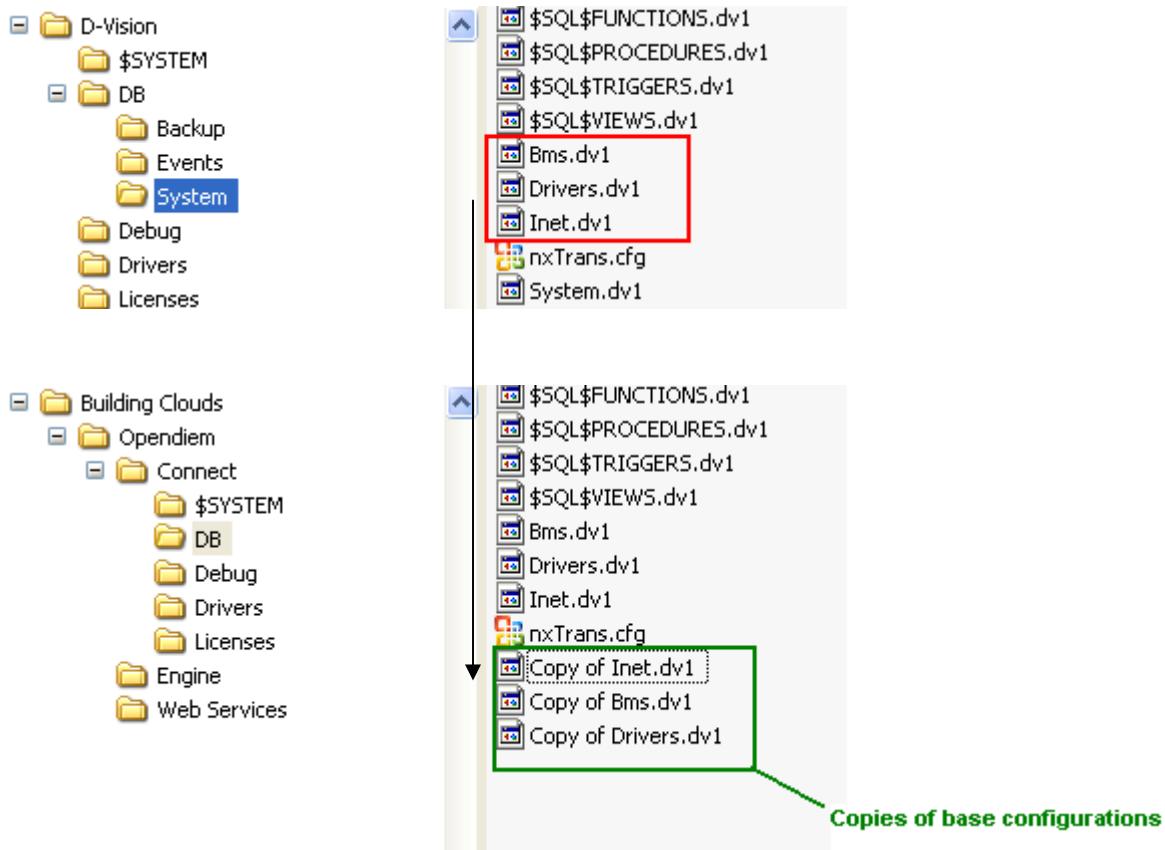 D-Vision
$SYSTEM
DB
Backup
Events
System
Debug
Drivers
Licenses
$SQL$FUNCTIONS.dv1
$SQL$PROCEDURES.dv1
$SQL$TRIGGERS.dv1
$SQL$VIEWS.dv1
Bms.dv1
Drivers.dv1
Inet.dv1
nxTrans.cfg
System.dv1
Building Clouds
Opendiem
Connect
$SYSTEM
DB
Debug
Drivers
Licenses
Engine
Web Services
$SQL$FUNCTIONS.dv1
$SQL$PROCEDURES.dv1
$SQL$TRIGGERS.dv1
$SQL$VIEWS.dv1
Bms.dv1
Drivers.dv1
Inet.dv1
nxTrans.cfg
Copy of Inet.dv1
Copy of Bms.dv1
Copy of Drivers.dv1
Copies of base configurations